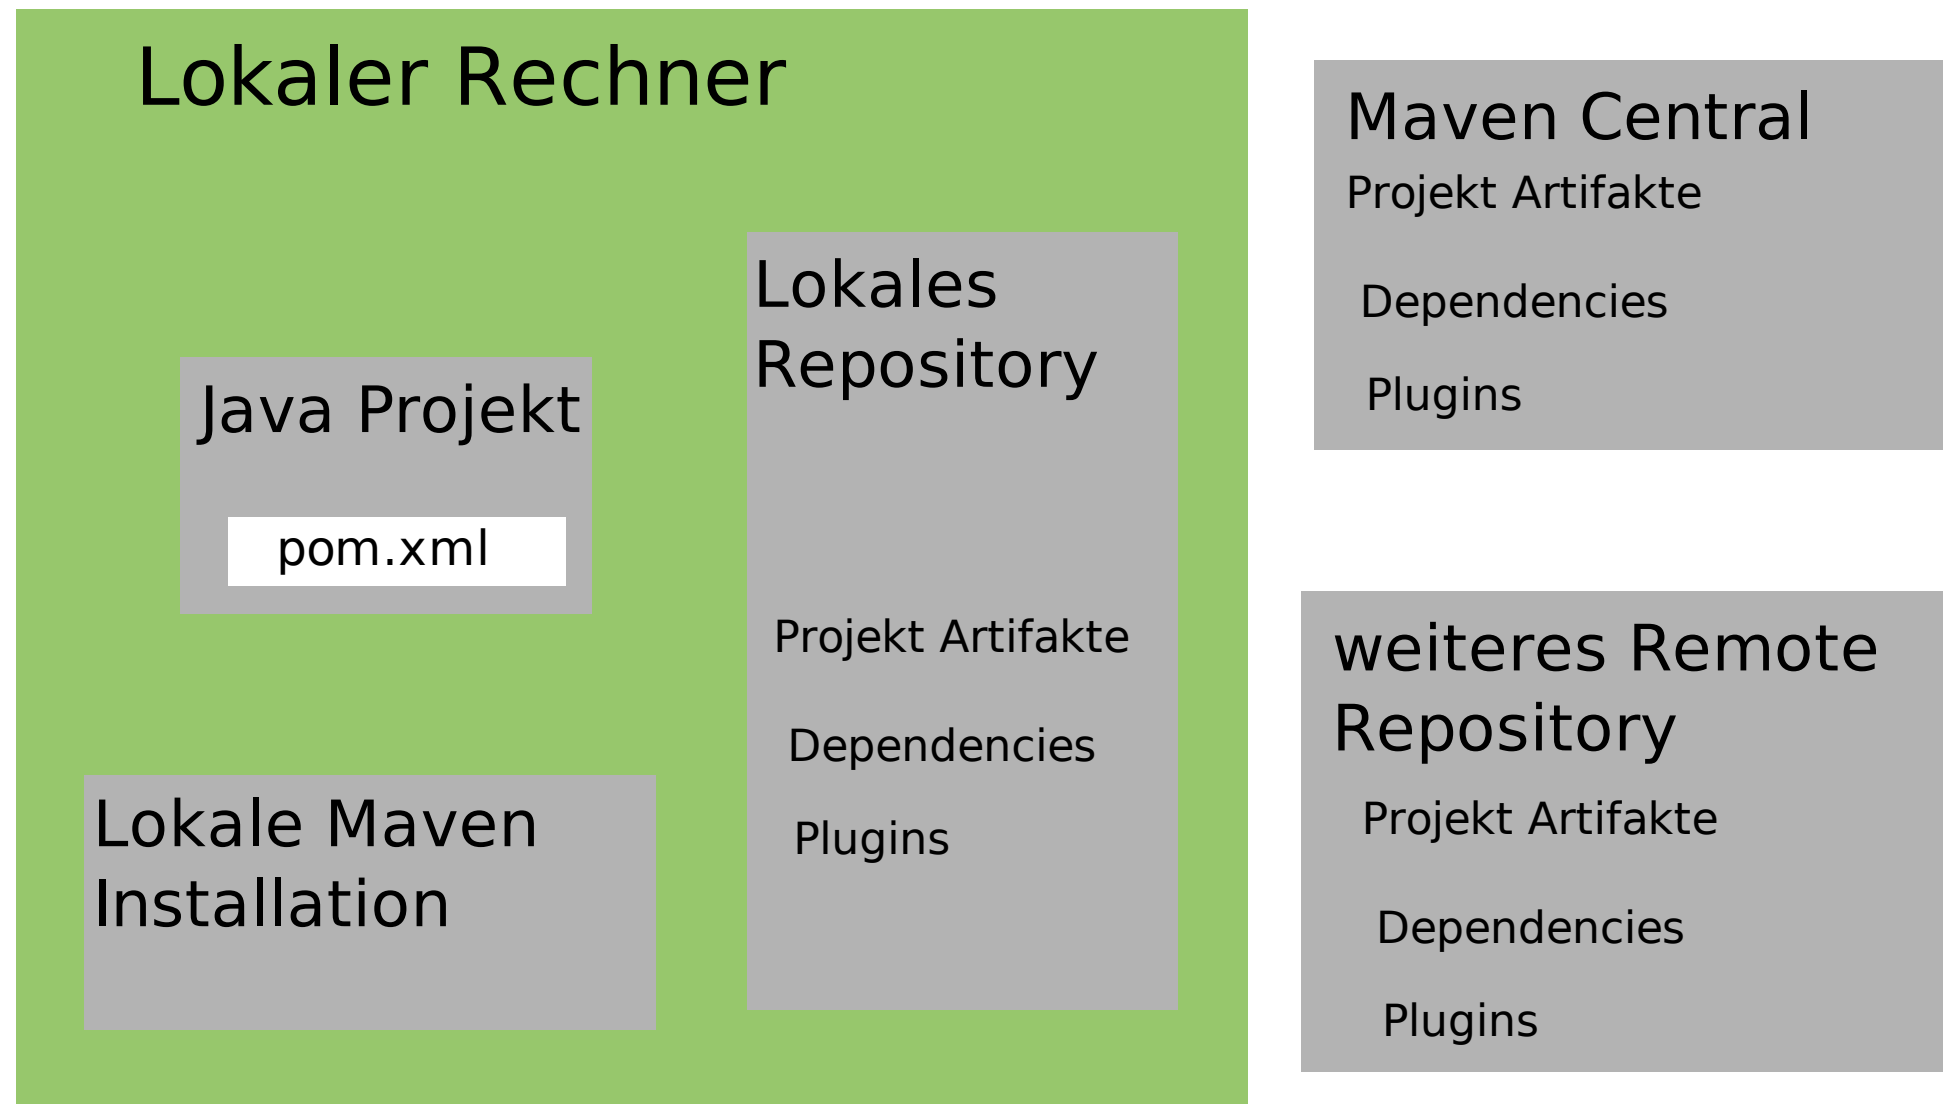 Lokaler Rechner
Java Projekt
pom.xml
Lokale Maven
Installation
Lokales
Repository
Projekt Artifakte
Dependencies
Plugins
Maven Central
Projekt Artifakte
Dependencies
Plugins
weiteres Remote
Repository
Projekt Artifakte
Dependencies
Plugins